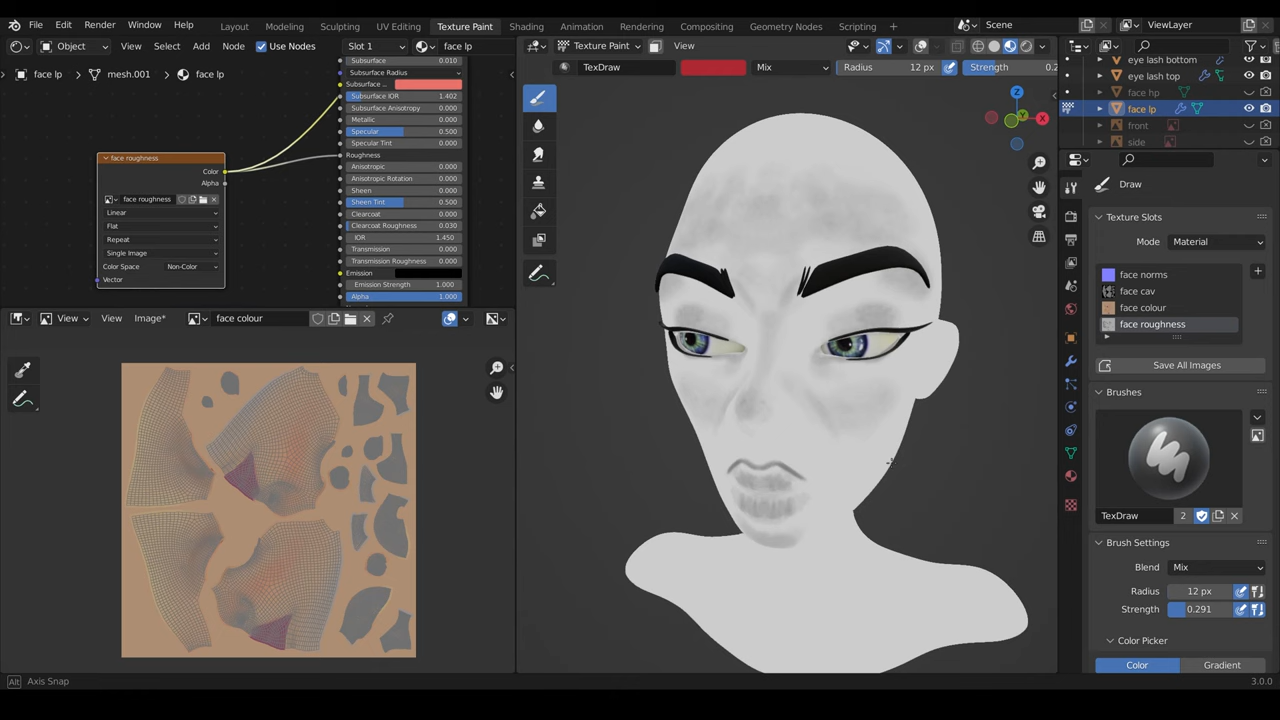 File Edit Render Window Help Layout Modeling Sculpting UV Editing Texture Paint Shading Animation Rendering Compositing Geometry Nodes Scripting + Scene ViewLayer
Object View Select Add Node Use Nodes Slot 1 face lp
Texture Paint View
TexDraw Mix Radius 12 px Strength 0.2
face lp mesh.001 face lp
Subsurface 0.010
Subsurface Radius
Subsurface ..
Subsurface IOR 1.402
Subsurface Anisotropy 0.000
Metallic 0.000
Specular 0.500
Specular Tint 0.000
Roughness
Anisotropic 0.000
Anisotropic Rotation 0.000
Sheen 0.000
Sheen Tint 0.500
Clearcoat 0.000
Clearcoat Roughness 0.030
IOR 1.450
Transmission 0.000
Transmission Roughness 0.000
Emission
Emission Strength 1.000
Alpha 1.000
face roughness
Color
Alpha
face roughness
Linear
Flat
Repeat
Single Image
Color Space Non-Color
Vector
View View Image* face colour
Z
X
Y
eye lash bottom
eye lash top
face hp
face lp
front
side
Draw
Texture Slots
Mode Material
face norms
face cav
face colour
face roughness
Save All Images
Brushes
TexDraw 2
Brush Settings
Blend Mix
Radius 12 px
Strength 0.291
Color Picker
Color Gradient
Alt Axis Snap 3.0.0